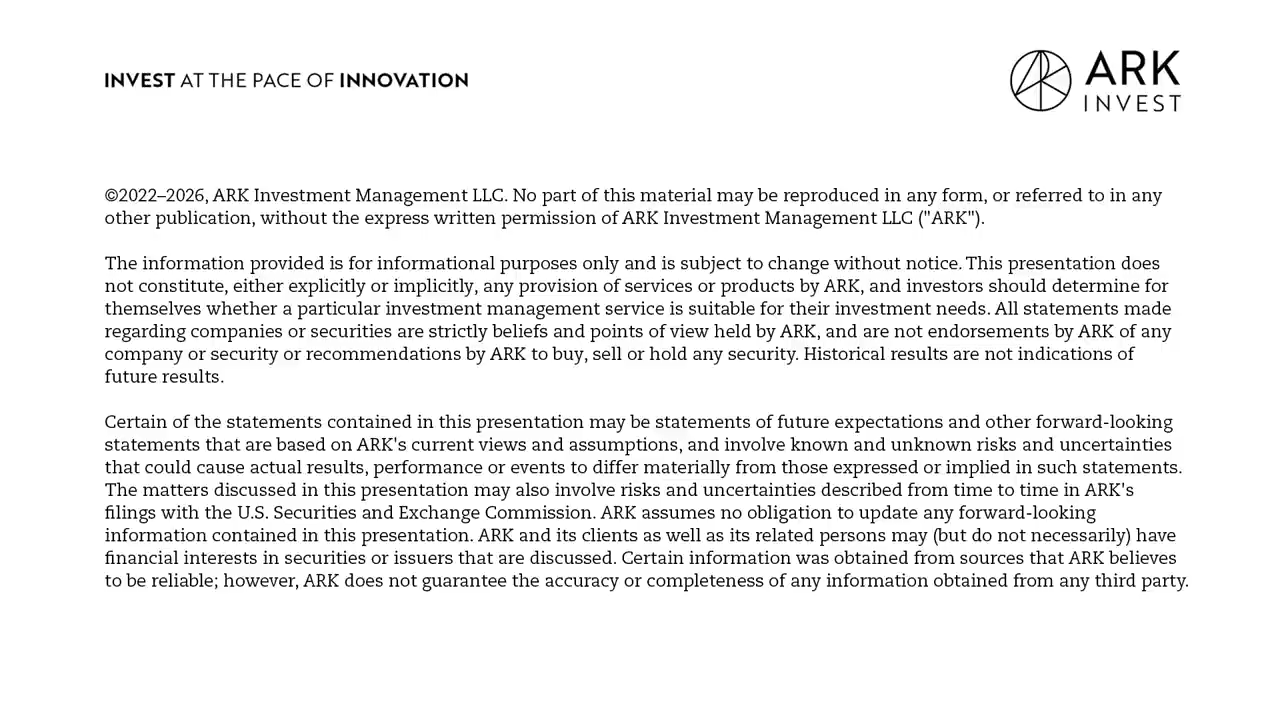 INVEST AT THE PACE OF INNOVATION
ARK
INVEST
©2022–2026, ARK Investment Management LLC. No part of this material may be reproduced in any form, or referred to in any
other publication, without the express written permission of ARK Investment Management LLC ("ARK").
The information provided is for informational purposes only and is subject to change without notice. This presentation does
not constitute, either explicitly or implicitly, any provision of services or products by ARK, and investors should determine for
themselves whether a particular investment management service is suitable for their investment needs. All statements made
regarding companies or securities are strictly beliefs and points of view held by ARK, and are not endorsements by ARK of any
company or security or recommendations by ARK to buy, sell or hold any security. Historical results are not indications of
future results.
Certain of the statements contained in this presentation may be statements of future expectations and other forward-looking
statements that are based on ARK's current views and assumptions, and involve known and unknown risks and uncertainties
that could cause actual results, performance or events to differ materially from those expressed or implied in such statements.
The matters discussed in this presentation may also involve risks and uncertainties described from time to time in ARK's
filings with the U.S. Securities and Exchange Commission. ARK assumes no obligation to update any forward-looking
information contained in this presentation. ARK and its clients as well as its related persons may (but do not necessarily) have
financial interests in securities or issuers that are discussed. Certain information was obtained from sources that ARK believes
to be reliable; however, ARK does not guarantee the accuracy or completeness of any information obtained from any third party.